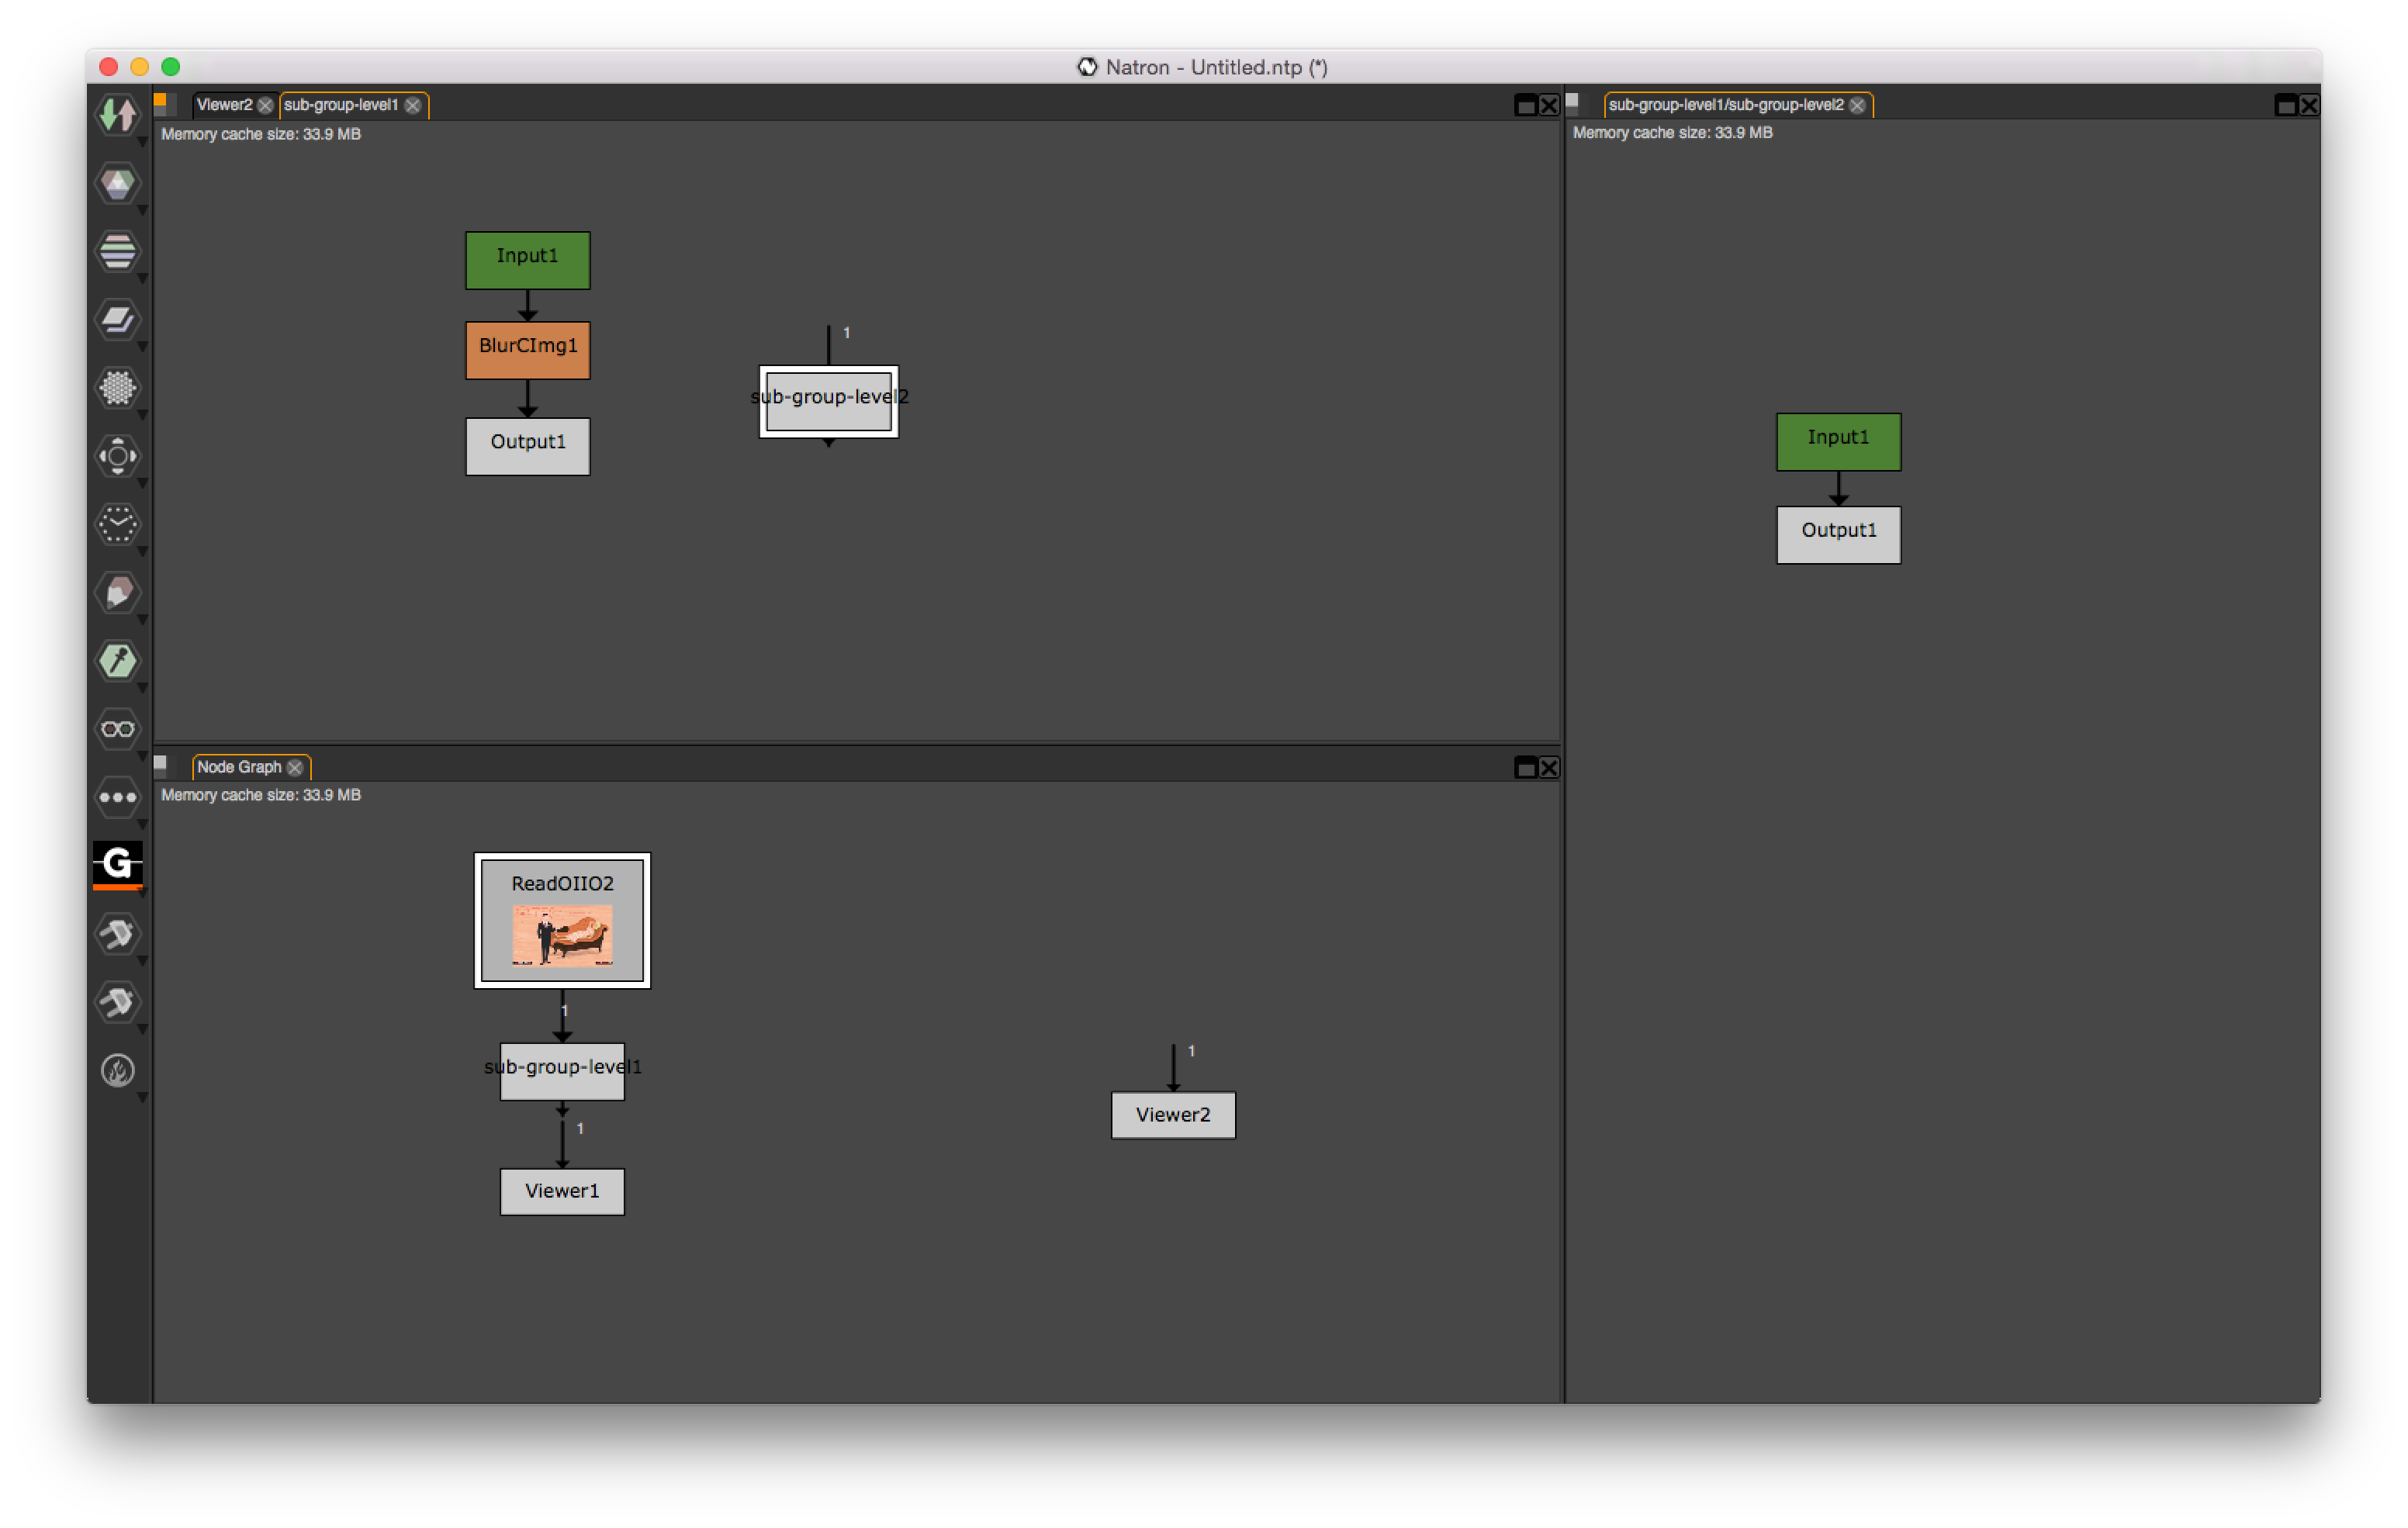 Natron - Untitled.ntp (*)
Viewer2
sub-group-level1
Memory cache size: 33.9 MB
Input1
BlurCImg1
Output1
1
sub-group-level2
sub-group-level1/sub-group-level2
Memory cache size: 33.9 MB
Input1
Output1
Node Graph
Memory cache size: 33.9 MB
ReadOIIO2
1
sub-group-level1
1
Viewer1
1
Viewer2
G